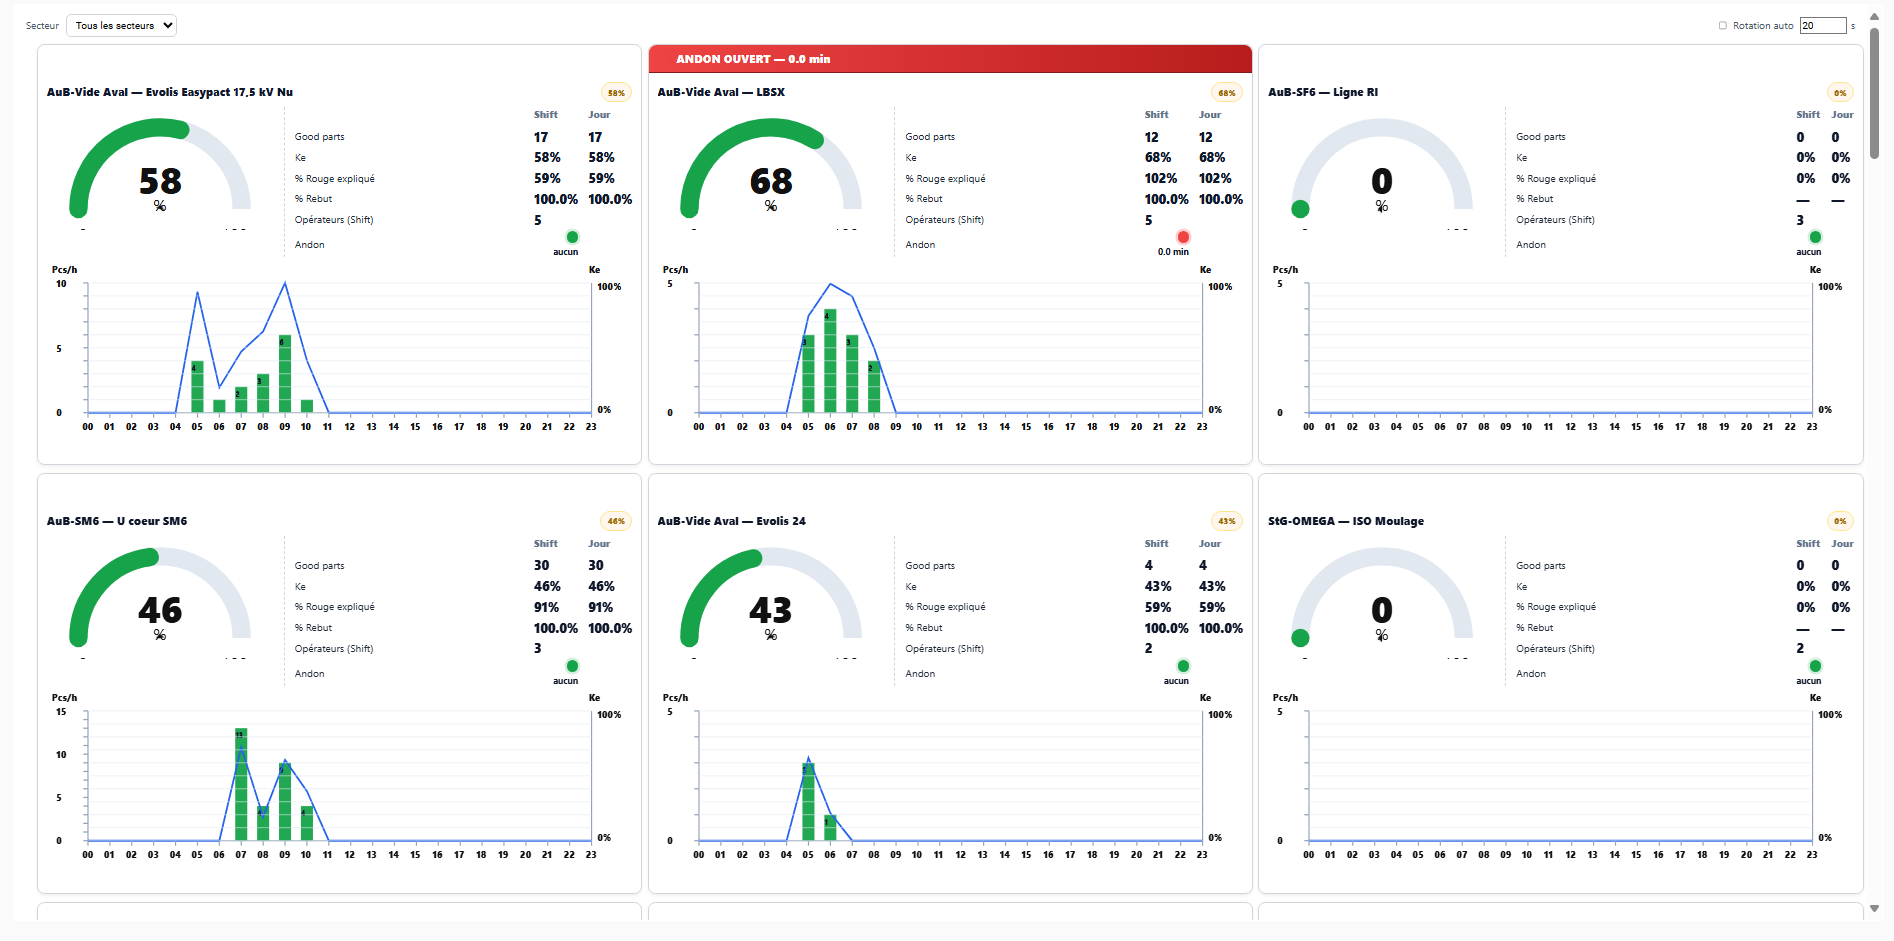 Secteur Tous les secteurs Rotation auto 20 s
AuB-Vide Aval — Evolis Easypact 17,5 kV Nu 58%
58
%
Shift Jour
Good parts 17 17
Ke 58% 58%
% Rouge expliqué 59% 59%
% Rebut 100.0% 100.0%
Opérateurs (Shift) 5
Andon aucun
Pcs/h Ke
10 100%
5
0 0%
4 2 3 6
00 01 02 03 04 05 06 07 08 09 10 11 12 13 14 15 16 17 18 19 20 21 22 23
ANDON OUVERT — 0.0 min
AuB-Vide Aval — LBSX 68%
68
%
Shift Jour
Good parts 12 12
Ke 68% 68%
% Rouge expliqué 102% 102%
% Rebut 100.0% 100.0%
Opérateurs (Shift) 5
Andon 0.0 min
Pcs/h Ke
5 100%
0 0%
3 4 3 2
00 01 02 03 04 05 06 07 08 09 10 11 12 13 14 15 16 17 18 19 20 21 22 23
AuB-SF6 — Ligne RI 0%
0
%
Shift Jour
Good parts 0 0
Ke 0% 0%
% Rouge expliqué 0% 0%
% Rebut — —
Opérateurs (Shift) 3
Andon aucun
Pcs/h Ke
5 100%
0 0%
00 01 02 03 04 05 06 07 08 09 10 11 12 13 14 15 16 17 18 19 20 21 22 23
AuB-SM6 — U coeur SM6 46%
46
%
Shift Jour
Good parts 30 30
Ke 46% 46%
% Rouge expliqué 91% 91%
% Rebut 100.0% 100.0%
Opérateurs (Shift) 3
Andon aucun
Pcs/h Ke
15 100%
10
5
0 0%
13 4 4
00 01 02 03 04 05 06 07 08 09 10 11 12 13 14 15 16 17 18 19 20 21 22 23
AuB-Vide Aval — Evolis 24 43%
43
%
Shift Jour
Good parts 4 4
Ke 43% 43%
% Rouge expliqué 59% 59%
% Rebut 100.0% 100.0%
Opérateurs (Shift) 2
Andon aucun
Pcs/h Ke
5 100%
0 0%
3 1
00 01 02 03 04 05 06 07 08 09 10 11 12 13 14 15 16 17 18 19 20 21 22 23
StG-OMEGA — ISO Moulage 0%
0
%
Shift Jour
Good parts 0 0
Ke 0% 0%
% Rouge expliqué 0% 0%
% Rebut — —
Opérateurs (Shift) 2
Andon aucun
Pcs/h Ke
5 100%
0 0%
00 01 02 03 04 05 06 07 08 09 10 11 12 13 14 15 16 17 18 19 20 21 22 23